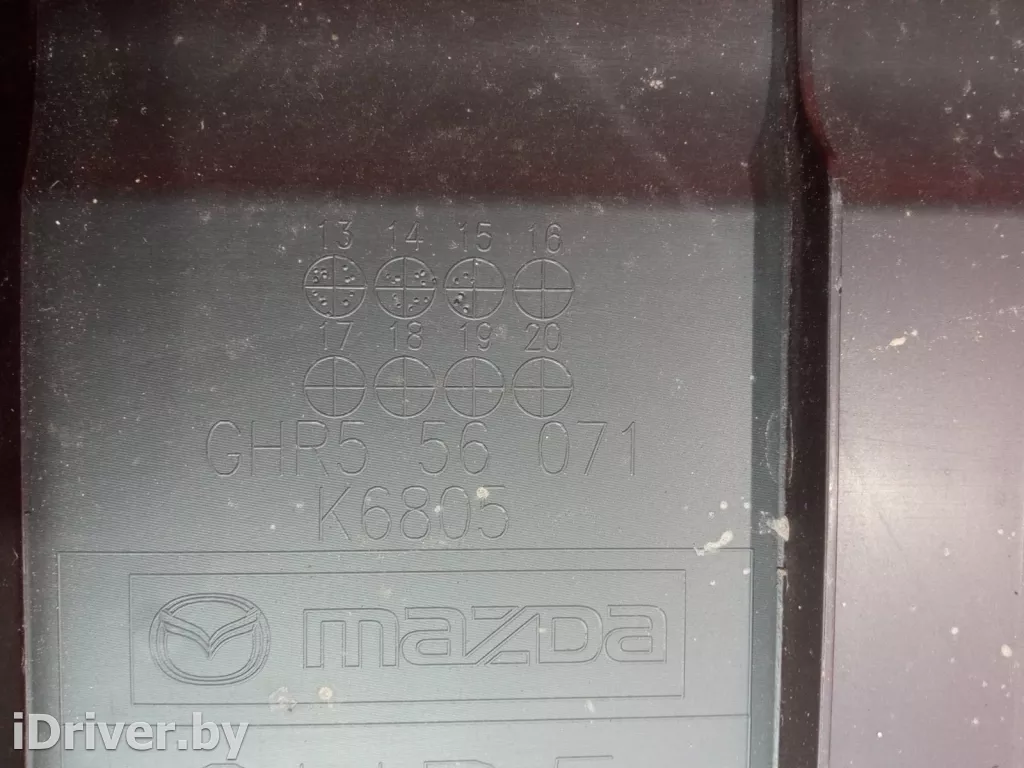 13 14 15 16
17 18 19 20
GHR5 56 071
K6805
mazda
iDriver.by